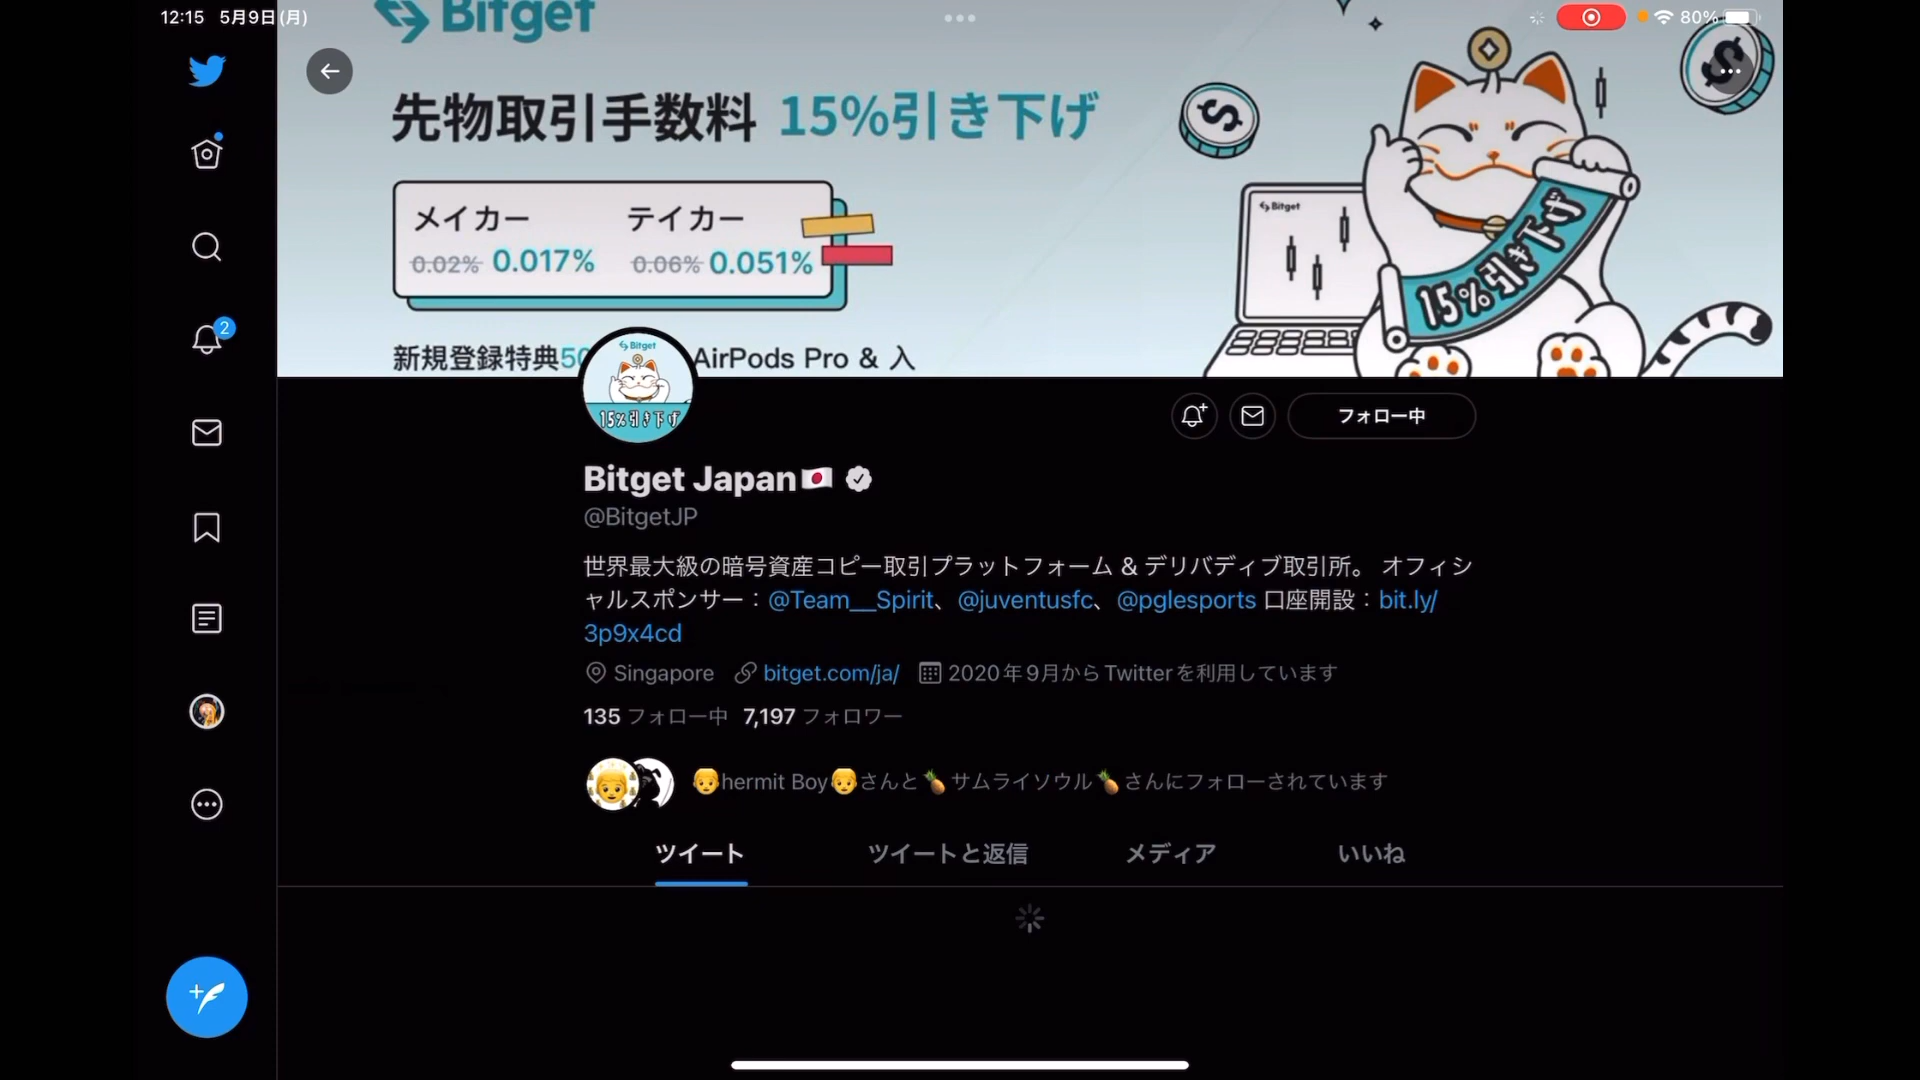 12:15 5月9日(月)
80%
Bitget
先物取引手数料 15%引き下げ
メイカー テイカー
0.02% 0.017% 0.06% 0.051%
新規登録特典50 AirPods Pro & 入
Bitget
15%引き下げ
Bitget
15%引き下げ
2
フォロー中
Bitget Japan🇯🇵
@BitgetJP
世界最大級の暗号資産コピー取引プラットフォーム & デリバディブ取引所。 オフィシ
ャルスポンサー：@Team__Spirit、@juventusfc、@pglesports 口座開設：bit.ly/
3p9x4cd
Singapore bitget.com/ja/ 2020年9月からTwitterを利用しています
135 フォロー中 7,197 フォロワー
👨hermit Boy👨さんと🍍サムライソウル🍍さんにフォローされています
ツイート ツイートと返信 メディア いいね